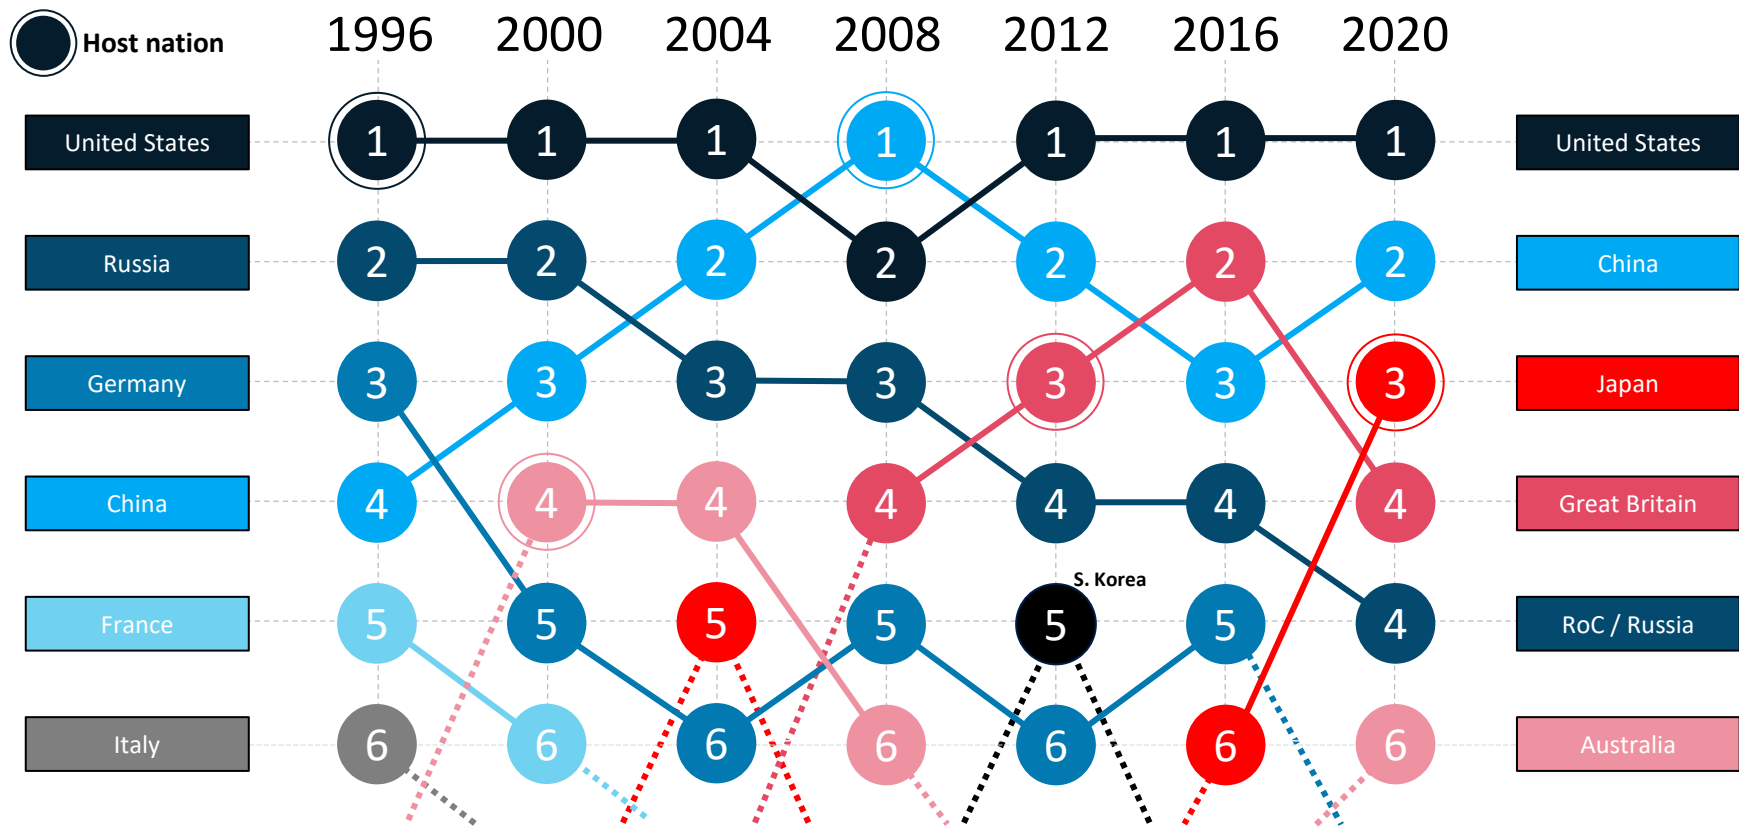 Host nation 1996 2000 2004 2008 2012 2016 2020
United States 1 1 1 1 1 1 1 United States
Russia 2 2 2 2 2 2 2 China
Germany 3 3 3 3 3 3 3 Japan
China 4 4 4 4 4 4 4 Great Britain
S. Korea
France 5 5 5 5 5 5 4 RoC / Russia
Italy 6 6 6 6 6 6 6 Australia